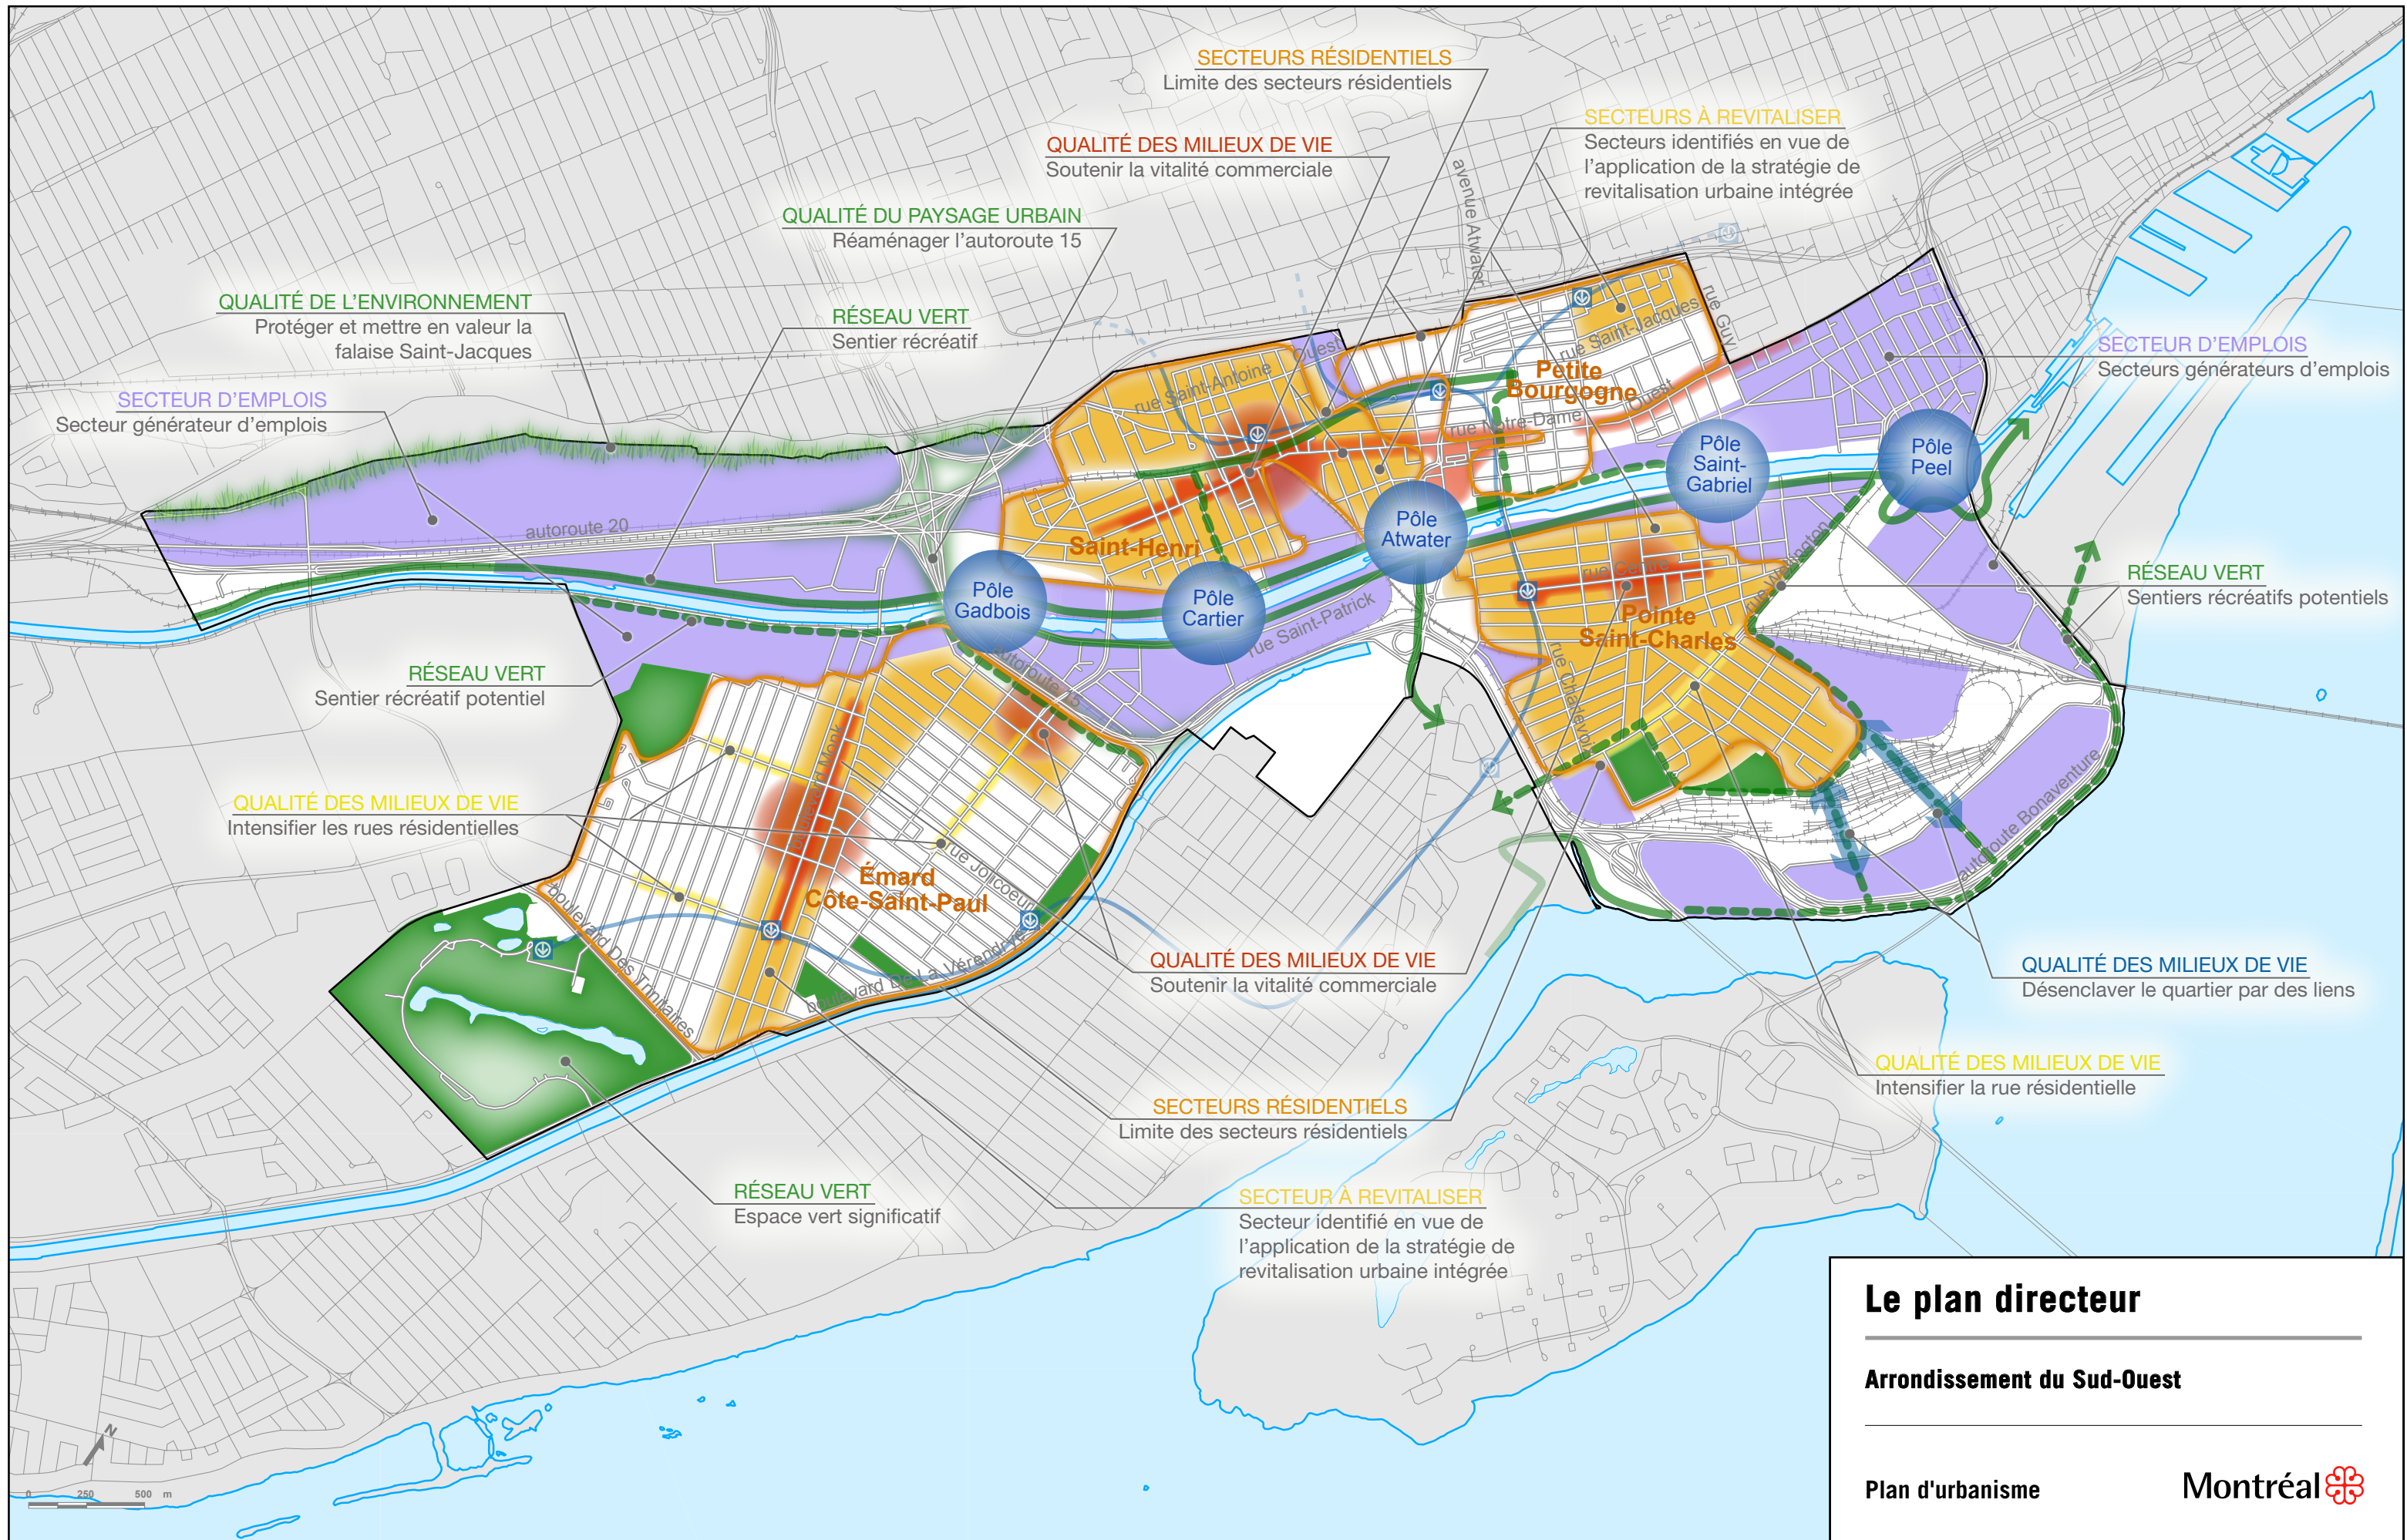 SECTEURS RÉSIDENTIELS
Limite des secteurs résidentiels
SECTEURS À REVITALISER
Secteurs identifiés en vue de
l'application de la stratégie de
revitalisation urbaine intégrée
QUALITÉ DES MILIEUX DE VIE
Soutenir la vitalité commerciale
QUALITÉ DU PAYSAGE URBAIN
Réaménager l'autoroute 15
QUALITÉ DE L'ENVIRONNEMENT
Protéger et mettre en valeur la
falaise Saint-Jacques
RÉSEAU VERT
Sentier récréatif
SECTEUR D'EMPLOIS
Secteur générateur d'emplois
SECTEUR D'EMPLOIS
Secteurs générateurs d'emplois
avenue Atwater
rue Guy
rue Saint-Jacques
Ouest
rue Saint-Antoine
Petite
Bourgogne
Ouest
rue Notre-Dame
Pôle
Saint-
Gabriel
Pôle
Peel
autoroute 20
Saint-Henri
Pôle
Atwater
Pôle
Gadbois
Pôle
Cartier
rue Saint-Patrick
rue Centre
rue Wellington
Pointe
Saint-Charles
rue Charlevoix
RÉSEAU VERT
Sentiers récréatifs potentiels
RÉSEAU VERT
Sentier récréatif potentiel
autoroute 15
boulevard Monk
QUALITÉ DES MILIEUX DE VIE
Intensifier les rues résidentielles
rue Jolicoeur
Émard
Côte-Saint-Paul
boulevard Des Trinitaires
boulevard De La Vérendrye
autoroute Bonaventure
QUALITÉ DES MILIEUX DE VIE
Soutenir la vitalité commerciale
QUALITÉ DES MILIEUX DE VIE
Désenclaver le quartier par des liens
QUALITÉ DES MILIEUX DE VIE
Intensifier la rue résidentielle
SECTEURS RÉSIDENTIELS
Limite des secteurs résidentiels
RÉSEAU VERT
Espace vert significatif
SECTEUR À REVITALISER
Secteur identifié en vue de
l'application de la stratégie de
revitalisation urbaine intégrée
N
0 250 500 m
Le plan directeur
Arrondissement du Sud-Ouest
Plan d'urbanisme
Montréal